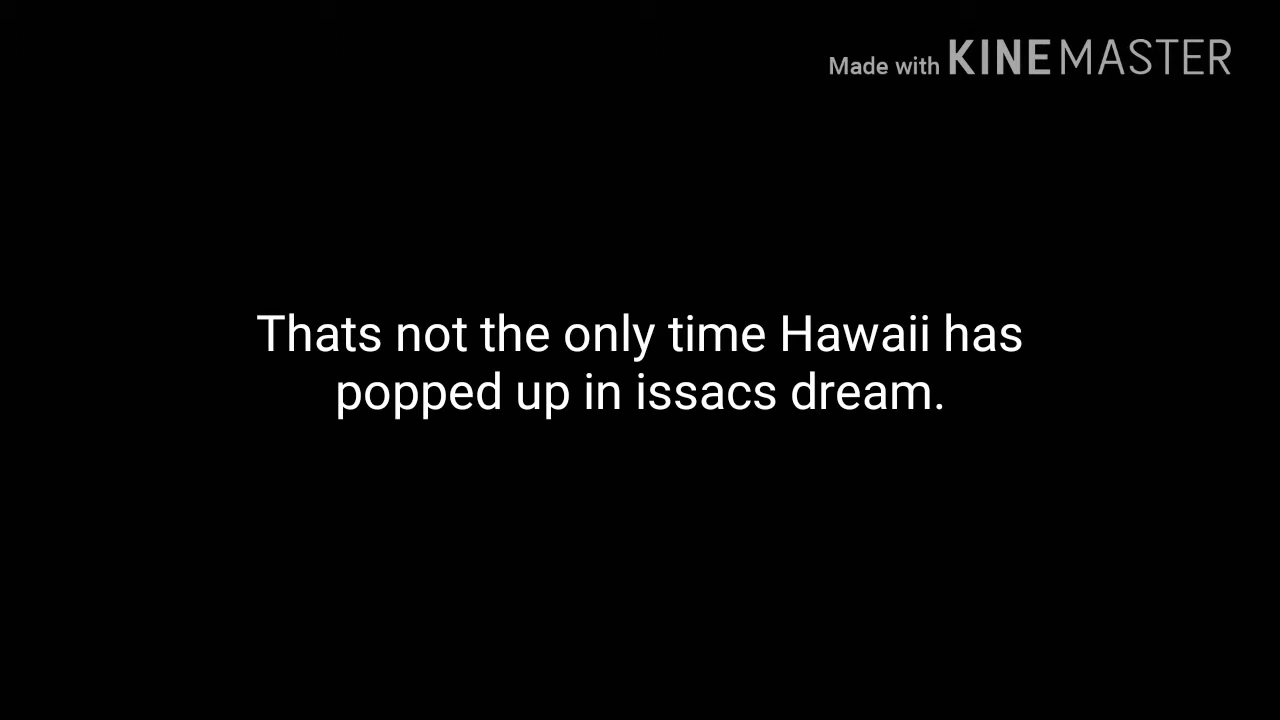 Made with KINEMASTER
Thats not the only time Hawaii has
popped up in issacs dream.